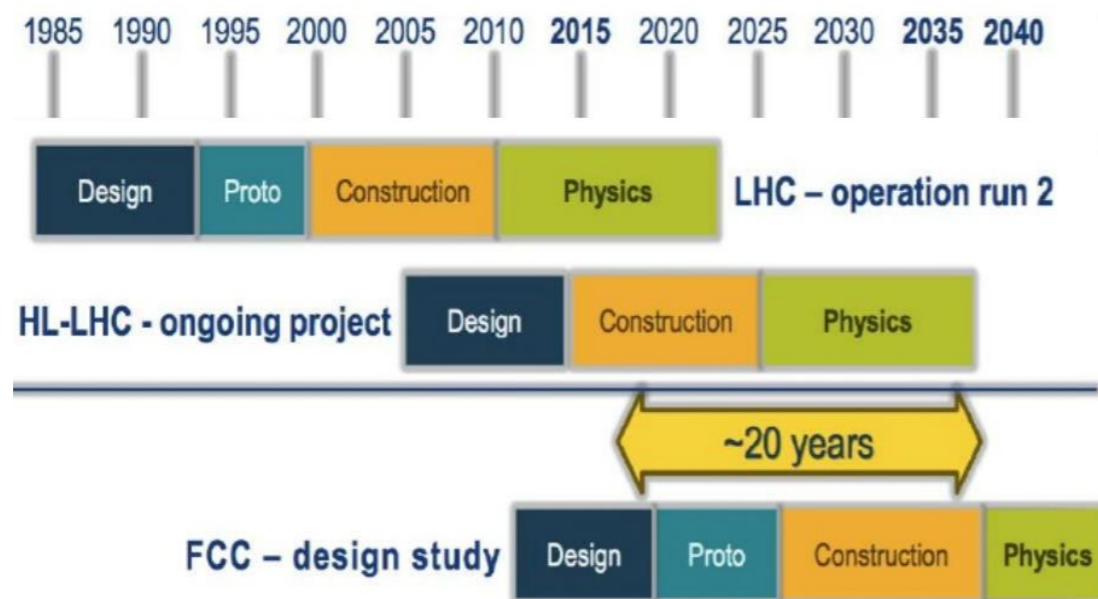 1985 1990 1995 2000 2005 2010 2015 2020 2025 2030 2035 2040
Design Proto Construction Physics LHC – operation run 2
HL-LHC - ongoing project Design Construction Physics
~20 years
FCC – design study Design Proto Construction Physics